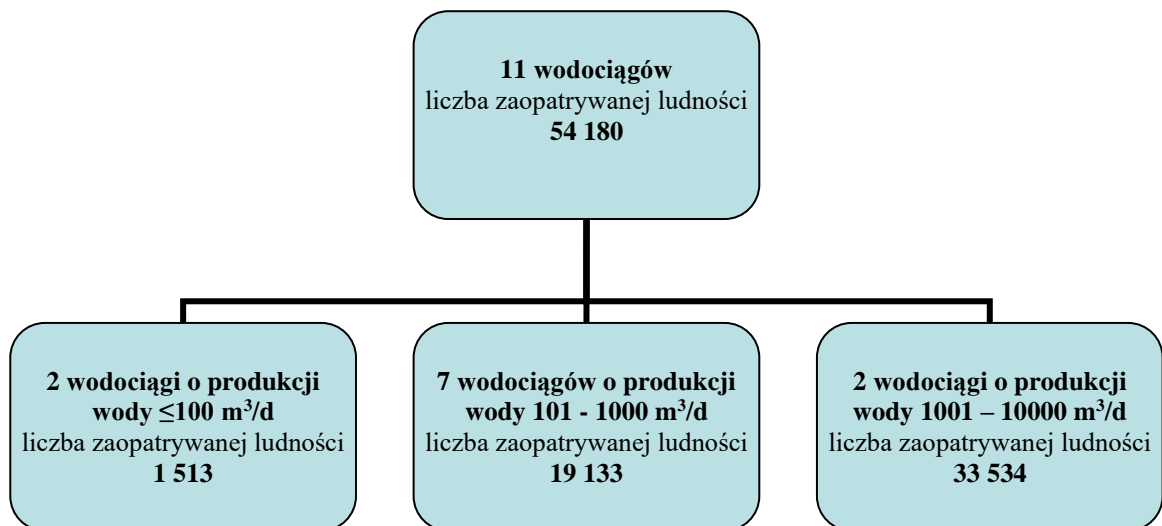 11 wodociągów
liczba zaopatrywanej ludności
54 180
2 wodociągi o produkcji
wody ≤100 m³/d
liczba zaopatrywanej ludności
1 513
7 wodociągów o produkcji
wody 101 - 1000 m³/d
liczba zaopatrywanej ludności
19 133
2 wodociągi o produkcji
wody 1001 – 10000 m³/d
liczba zaopatrywanej ludności
33 534